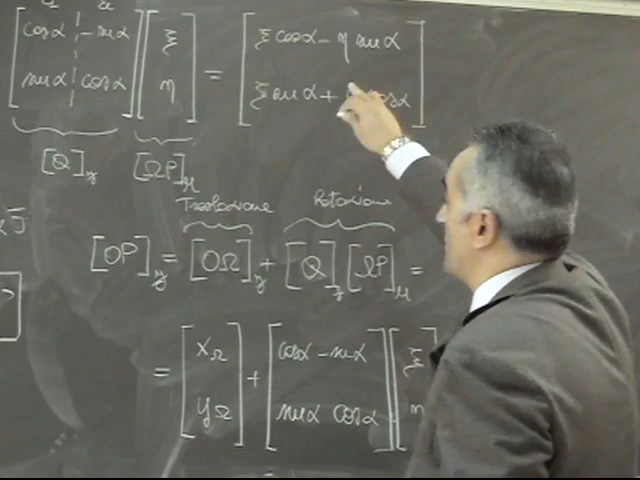 [cosα -senα senα cosα] [ξ η] = [ξ cosα - η senα ξ senα + η cosα]
[Q]y [ΩP]μ
Traslazione Rotazione
[OP]y = [OΩ]y + [Q]y [ΩP]μ =
= [xΩ yΩ] + [cosα -senα senα cosα] [ξ η]